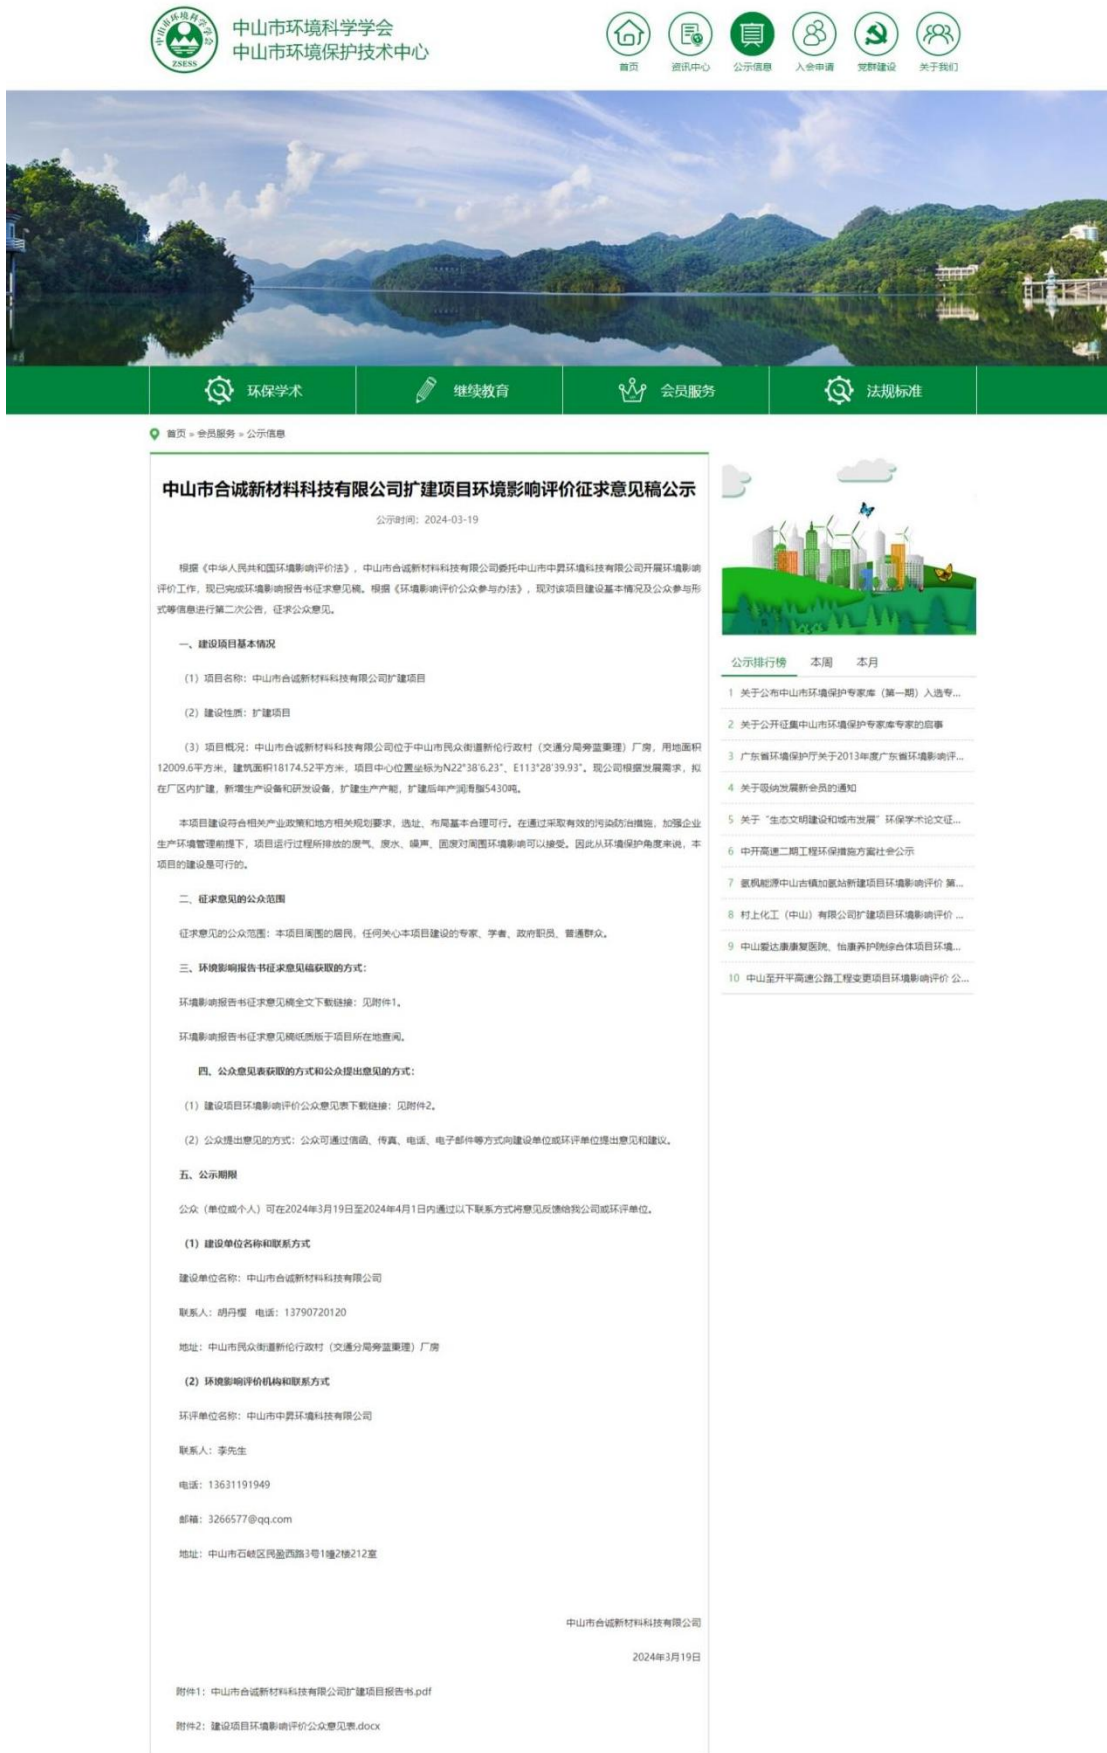 中山市环境科学学会
中山市环境保护技术中心
ZSESS
首页
资讯中心
公示信息
入会申请
党群建设
关于我们
环保学术
继续教育
会员服务
法规标准
首页 » 会员服务 » 公示信息
中山市合诚新材料科技有限公司扩建项目环境影响评价征求意见稿公示
公示时间：2024-03-19
根据《中华人民共和国环境影响评价法》，中山市合诚新材料科技有限公司委托中山市中昇环境科技有限公司开展环境影响
评价工作，现已完成环境影响报告书征求意见稿。根据《环境影响评价公众参与办法》，现对该项目建设基本情况及公众参与形
式等信息进行第二次公告，征求公众意见。
一、建设项目基本情况
（1）项目名称：中山市合诚新材料科技有限公司扩建项目
（2）建设性质：扩建项目
（3）项目概况：中山市合诚新材料科技有限公司位于中山市民众街道新伦行政村（交通分局旁蓝秉理）厂房，用地面积
12009.6平方米，建筑面积18174.52平方米，项目中心位置坐标为N22°38'6.23"、E113°28'39.93"。现公司根据发展需求，拟
在厂区内扩建，新增生产设备和研发设备，扩建生产产能，扩建后年产润滑脂5430吨。
本项目建设符合相关产业政策和地方相关规划要求，选址、布局基本合理可行。在通过采取有效的污染防治措施，加强企业
生产环境管理前提下，项目运行过程所排放的废气、废水、噪声、固废对周围环境影响可以接受。因此从环境保护角度来说，本
项目的建设是可行的。
二、征求意见的公众范围
征求意见的公众范围：本项目周围的居民，任何关心本项目建设的专家、学者、政府职员、普通群众。
三、环境影响报告书征求意见稿获取的方式：
环境影响报告书征求意见稿全文下载链接：见附件1。
环境影响报告书征求意见稿纸质版于项目所在地查阅。
四、公众意见表获取的方式和公众提出意见的方式：
（1）建设项目环境影响评价公众意见表下载链接：见附件2。
（2）公众提出意见的方式：公众可通过信函、传真、电话、电子邮件等方式向建设单位或环评单位提出意见和建议。
五、公示期限
公众（单位或个人）可在2024年3月19日至2024年4月1日内通过以下联系方式将意见反馈给我公司或环评单位。
（1）建设单位名称和联系方式
建设单位名称：中山市合诚新材料科技有限公司
联系人：胡丹樱 电话：13790720120
地址：中山市民众街道新伦行政村（交通分局旁蓝秉理）厂房
（2）环境影响评价机构和联系方式
环评单位名称：中山市中昇环境科技有限公司
联系人：李先生
电话：13631191949
邮箱：3266577@qq.com
地址：中山市石岐区民盈西路3号1幢2楼212室
中山市合诚新材料科技有限公司
2024年3月19日
附件1：中山市合诚新材料科技有限公司扩建项目报告书.pdf
附件2：建设项目环境影响评价公众意见表.docx
公示排行榜 本周 本月
1 关于公布中山市环境保护专家库（第一期）入选专...
2 关于公开征集中山市环境保护专家库专家的启事
3 广东省环境保护厅关于2013年度广东省环境影响评...
4 关于吸纳发展新会员的通知
5 关于“生态文明建设和城市发展”环保学术论文征...
6 中开高速二期工程环保措施方案社会公示
7 氢枫能源中山古镇加氢站新建项目环境影响评价 第...
8 村上化工（中山）有限公司扩建项目环境影响评价 ...
9 中山爱达康康复医院、怡康养护院综合体项目环境...
10 中山至开平高速公路工程变更项目环境影响评价 公...